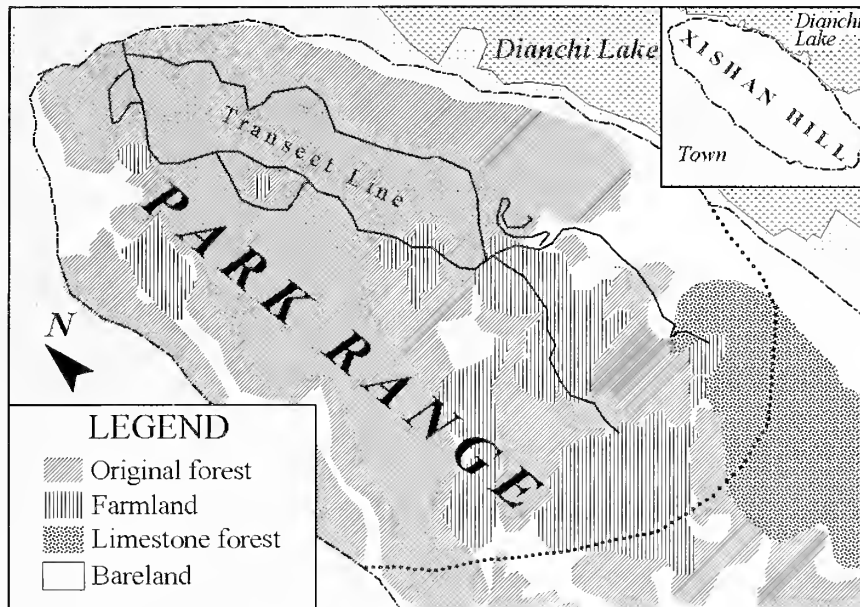 Dianchi Lake
Dianchi
Lake
XISHAN HILL
Town
Transect Line
PARK RANGE
N
LEGEND
Original forest
Farmland
Limestone forest
Bareland